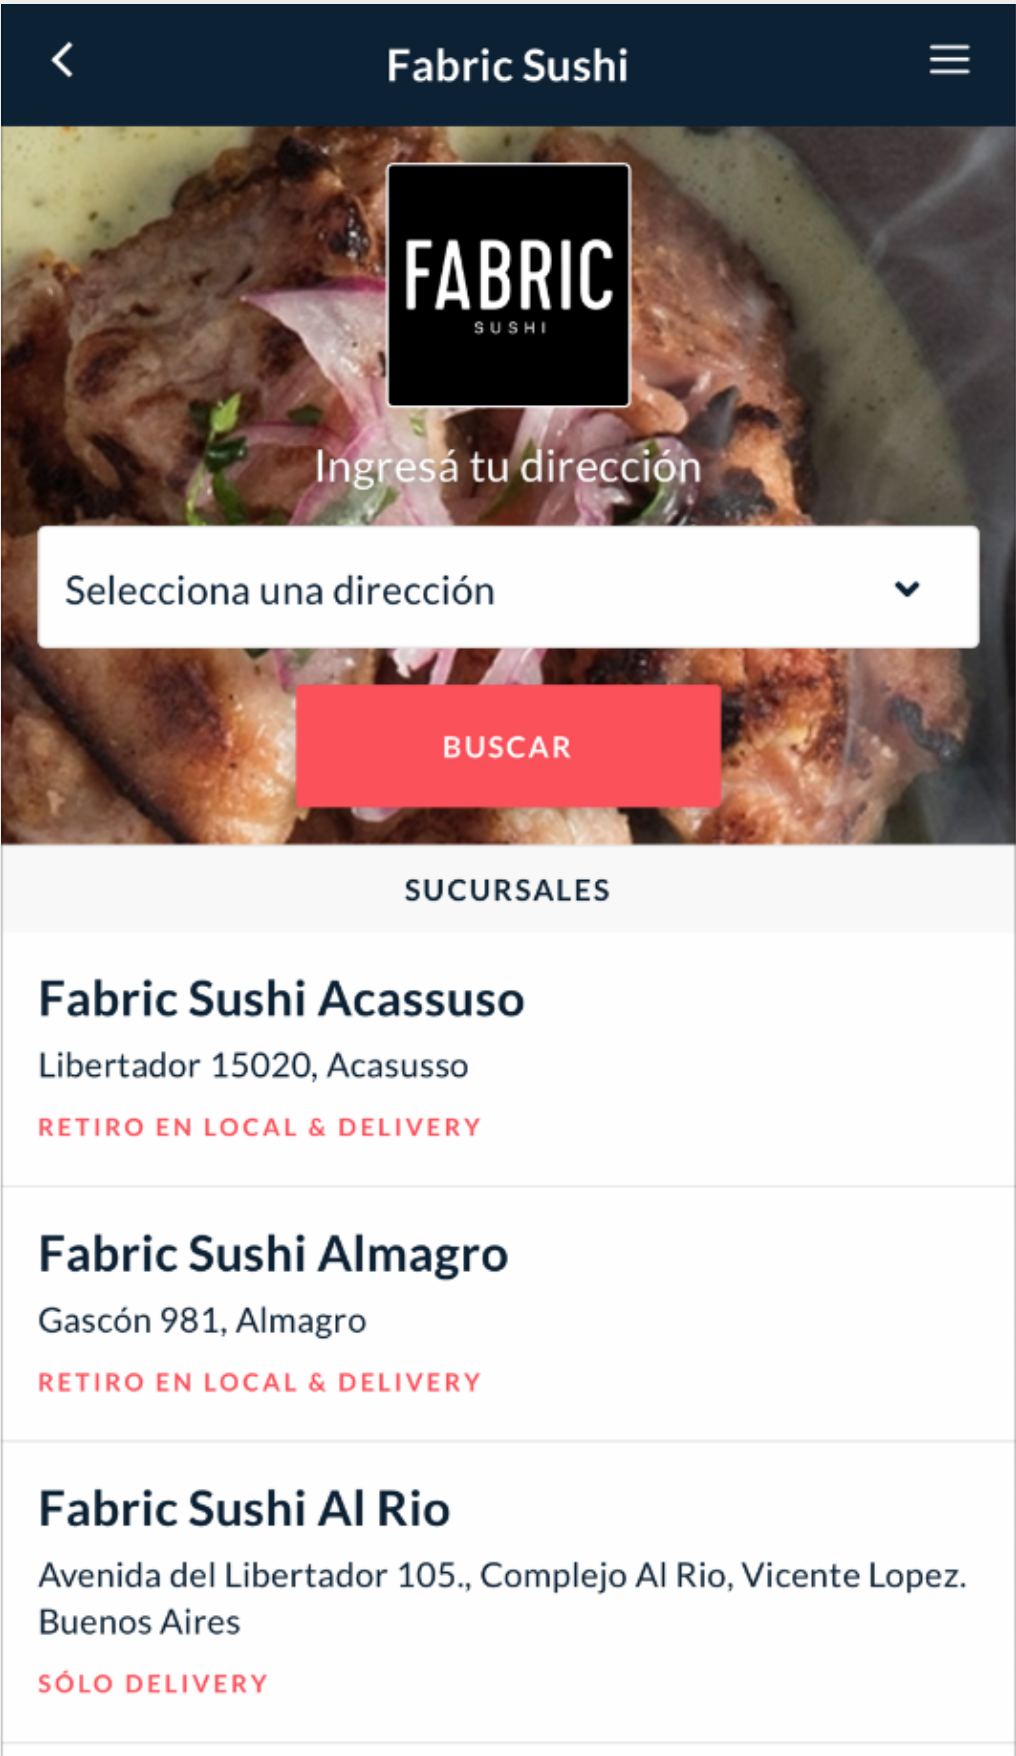 Fabric Sushi
FABRIC
SUSHI
Ingresá tu dirección
Selecciona una dirección
BUSCAR
SUCURSALES
Fabric Sushi Acassuso
Libertador 15020, Acasusso
RETIRO EN LOCAL & DELIVERY
Fabric Sushi Almagro
Gascón 981, Almagro
RETIRO EN LOCAL & DELIVERY
Fabric Sushi Al Rio
Avenida del Libertador 105., Complejo Al Rio, Vicente Lopez.
Buenos Aires
SÓLO DELIVERY